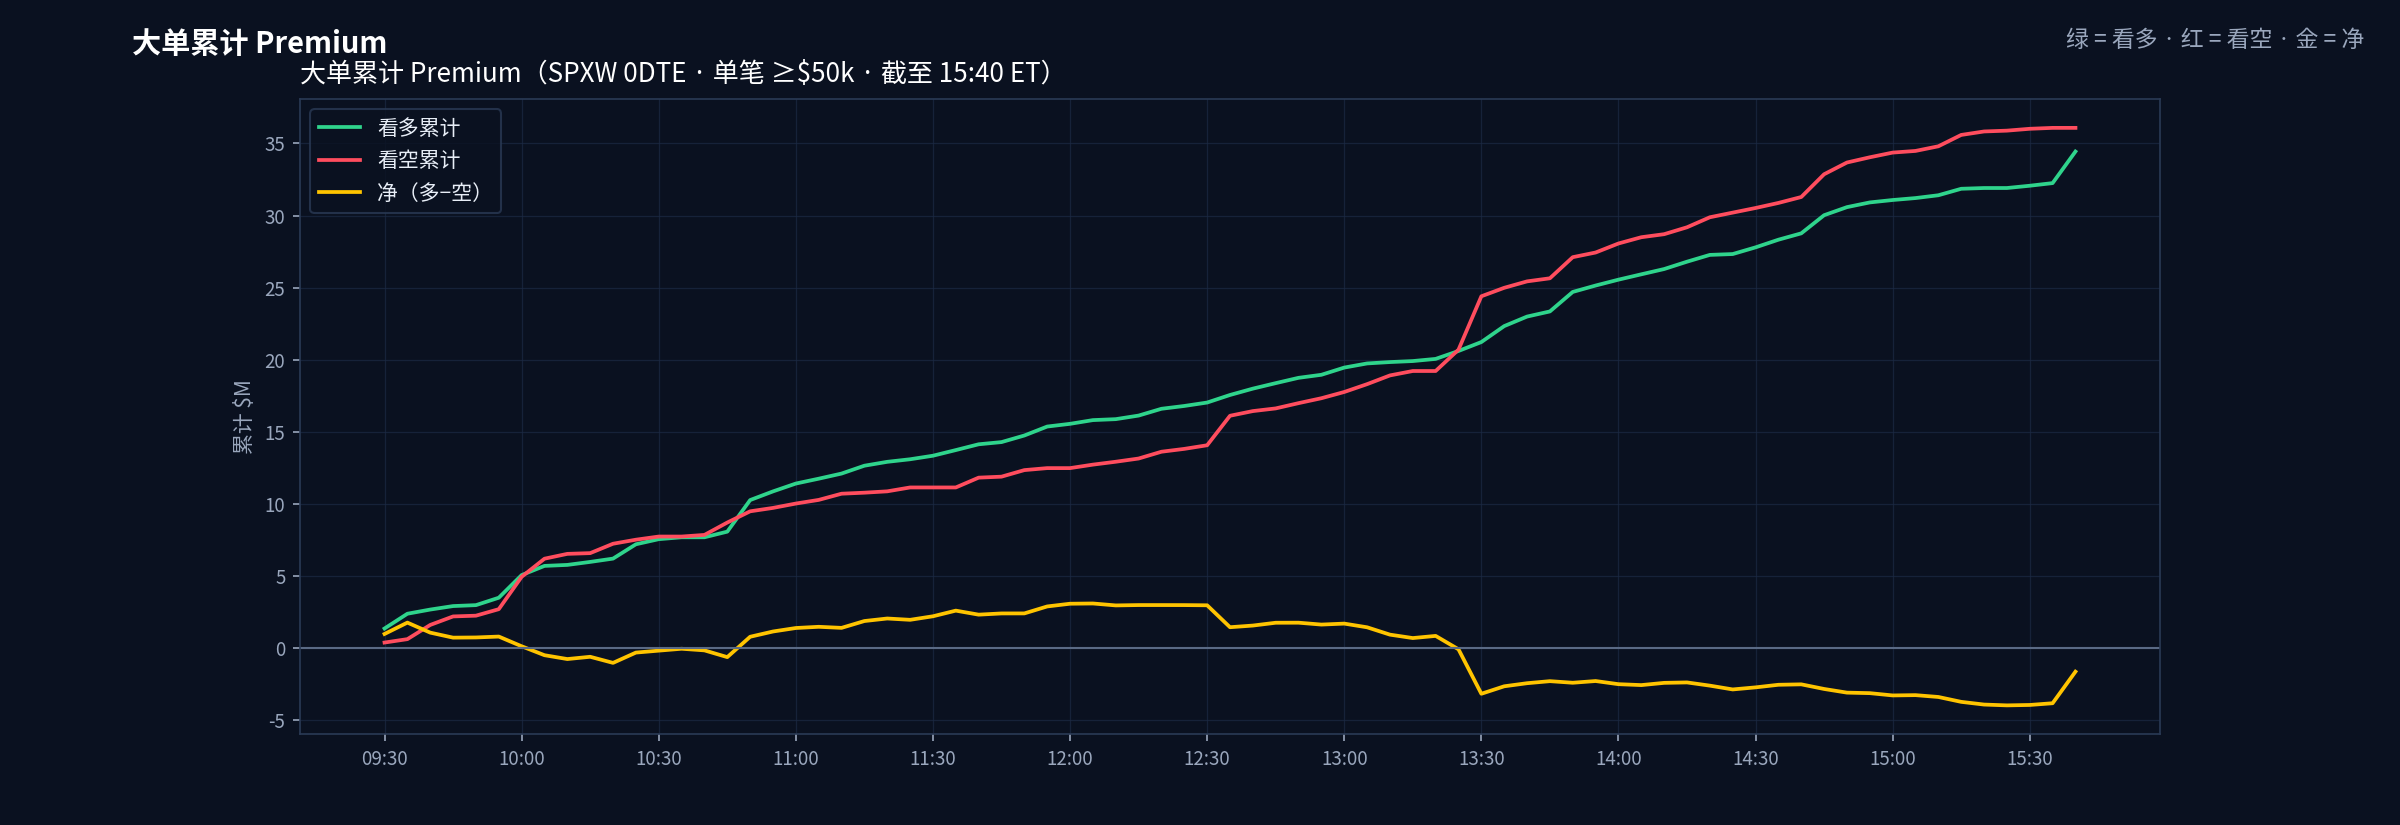 大单累计 Premium
绿 = 看多 · 红 = 看空 · 金 = 净
大单累计 Premium（SPXW 0DTE · 单笔 ≥$50k · 截至 15:40 ET）
看多累计
看空累计
净（多−空）
累计 $M
35
30
25
20
15
10
5
0
-5
09:30 10:00 10:30 11:00 11:30 12:00 12:30 13:00 13:30 14:00 14:30 15:00 15:30